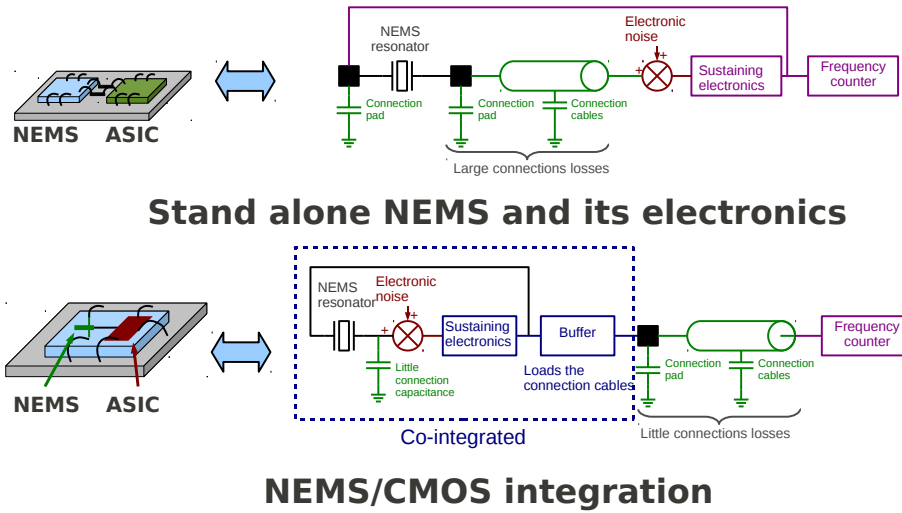 Electronic
noise
NEMS
resonator
+
+
Sustaining
electronics
Frequency
counter
Connection
pad
Connection
pad
Connection
cables
NEMS ASIC
Large connections losses
Stand alone NEMS and its electronics
NEMS
resonator
Electronic
noise
+
+
Sustaining
electronics
Buffer
Frequency
counter
Little
connection
capacitance
Loads the
connection cables
Connection
pad
Connection
cables
NEMS ASIC
Co-integrated
Little connections losses
NEMS/CMOS integration